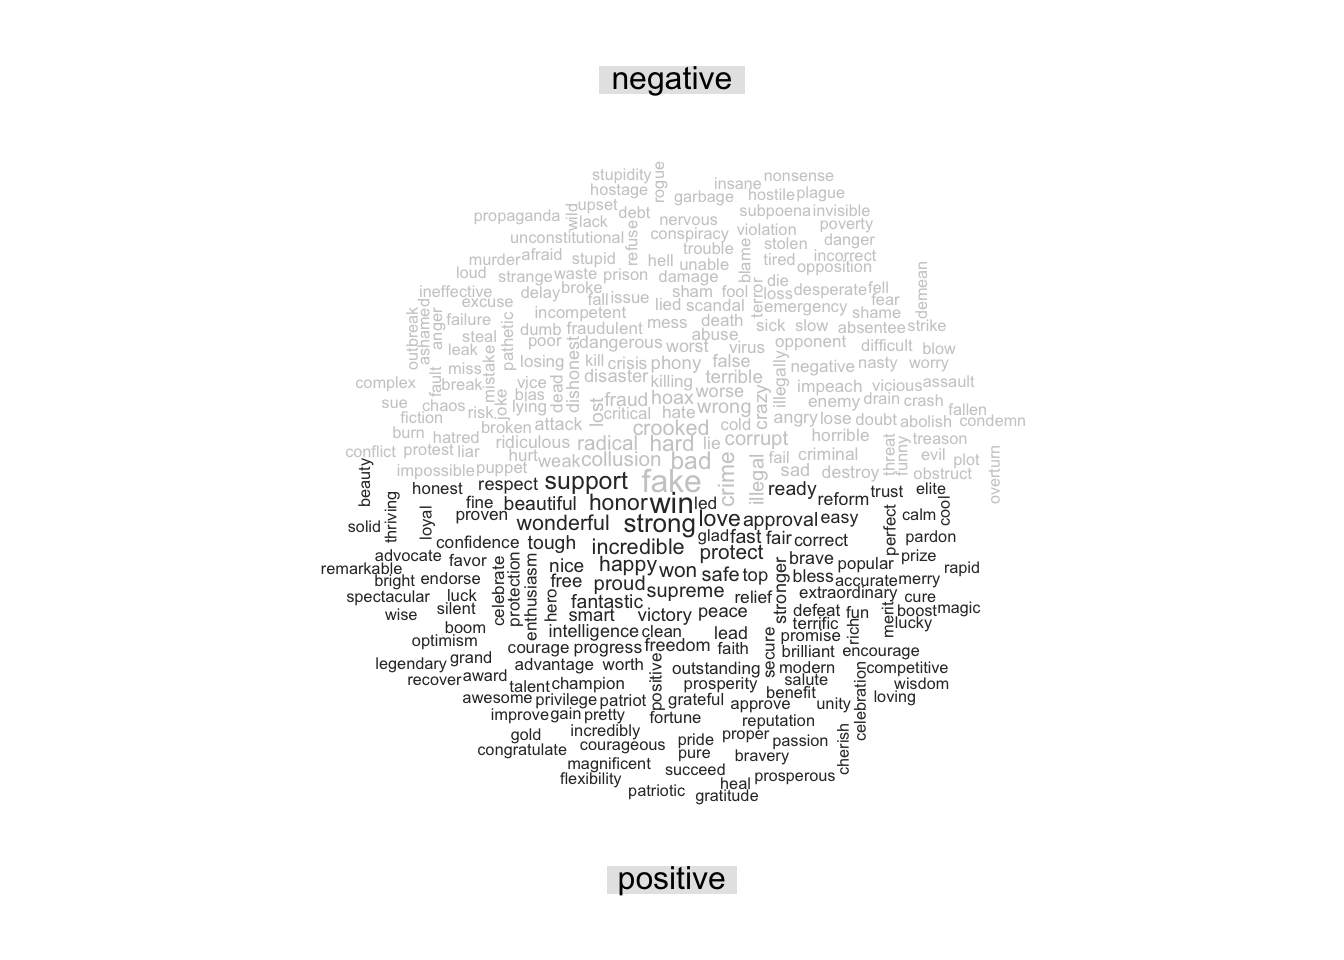 negative
stupidity rogue insane nonsense
hostage garbage hostile plague
propaganda wild upset debt nervous subpoena invisible
lack conspiracy violation poverty
unconstitutional refuse trouble blame stolen danger
murder afraid stupid hell unable tired incorrect
loud strange waste prison damage terror die opposition
ineffective delay broke fall issue sham fool loss desperate fell demean
excuse incompetent lied scandal emergency fear
outbreak ashamed anger failure pathetic dumb fraudulent mess death sick slow absentee shame strike
steal poor dangerous abuse opponent
leak mistake losing dishonest kill crisis phony worst virus false illegally difficult blow
miss disaster terrible negative nasty worry
complex fault break joke vice dead killing worse crazy impeach vicious assault
sue chaos risk bias lying lost fraud hoax wrong enemy drain crash fallen
fiction broken attack critical hate cold angry lose doubt abolish condemn
burn hatred ridiculous radical crooked hard lie corrupt horrible threat funny treason
conflict protest liar hurt weak collusion bad crime illegal fail criminal evil plot overturn
impossible puppet fake sad destroy obstruct
beauty honest respect support ready trust elite
thriving fine beautiful honor win led reform cool
solid loyal proven wonderful strong love approval easy perfect calm
confidence tough incredible glad fast fair correct pardon
advocate favor protect brave popular prize
remarkable bright endorse celebrate protection enthusiasm nice happy won safe top stronger bless accurate merry rapid
spectacular luck hero free proud supreme relief extraordinary cure
wise silent fantastic smart victory peace defeat fun merit boost magic
boom intelligence clean lead terrific rich lucky
optimism courage progress freedom faith secure promise brilliant encourage
legendary grand advantage worth positive outstanding modern competitive
recover award talent champion prosperity salute celebration wisdom
awesome privilege patriot grateful approve benefit unity loving
improve gain pretty fortune reputation
gold incredibly pride proper passion cherish
congratulate courageous pure bravery
magnificent succeed prosperous
flexibility heal
patriotic gratitude
positive